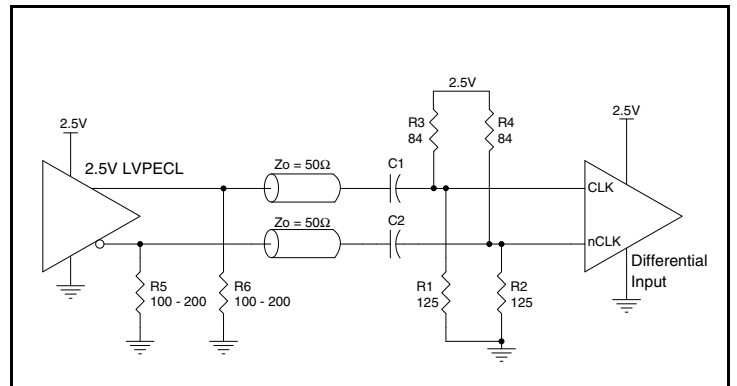 2.5V
R3
84
R4
84
2.5V
2.5V
2.5V LVPECL
Zo = 50Ω
C1
CLK
Zo = 50Ω
C2
nCLK
Differential
Input
R5
100 - 200
R6
100 - 200
R1
125
R2
125